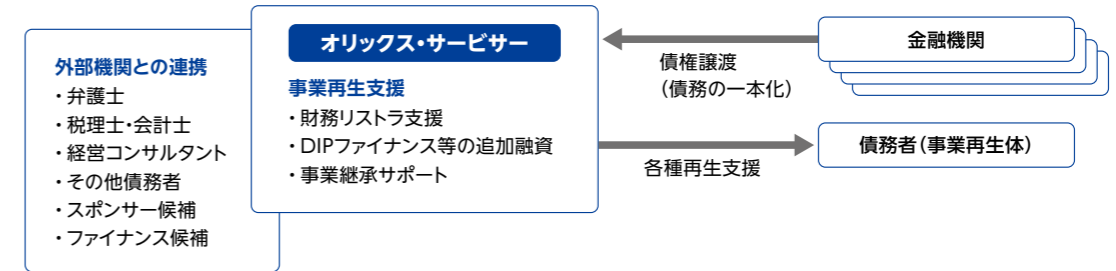 外部機関との連携
・弁護士
・税理士・会計士
・経営コンサルタント
・その他債務者
・スポンサー候補
・ファイナンス候補
オリックス・サービサー
事業再生支援
・財務リストラ支援
・DIPファイナンス等の追加融資
・事業継承サポート
債権譲渡
（債務の一本化）
各種再生支援
金融機関
債務者（事業再生体）